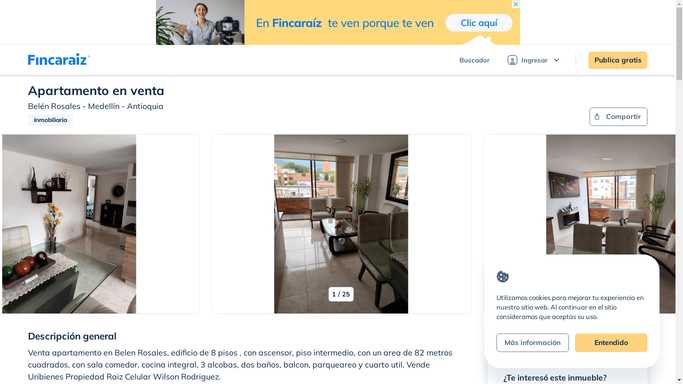 En Fincaraíz te ven porque te ven
Clic aquí
Fincaraíz
Buscador
Ingresar
Publica gratis
Apartamento en venta
Belén Rosales - Medellín - Antioquia
Inmobiliaria
Compartir
1 / 25
Utilizamos cookies para mejorar tu experiencia en
nuestro sitio web. Al continuar en el sitio
consideramos que aceptas su uso.
Más información
Entendido
Descripción general
Venta apartamento en Belen Rosales, edificio de 8 pisos , con ascensor, piso intermedio, con un area de 82 metros
cuadrados, con sala comedor, cocina integral, 3 alcobas, dos baños, balcon, parqueareo y cuarto util. Verde
Uribienes Propiedad Raiz Celular Wilson Rodriguez.
¿Te interesó este inmueble?